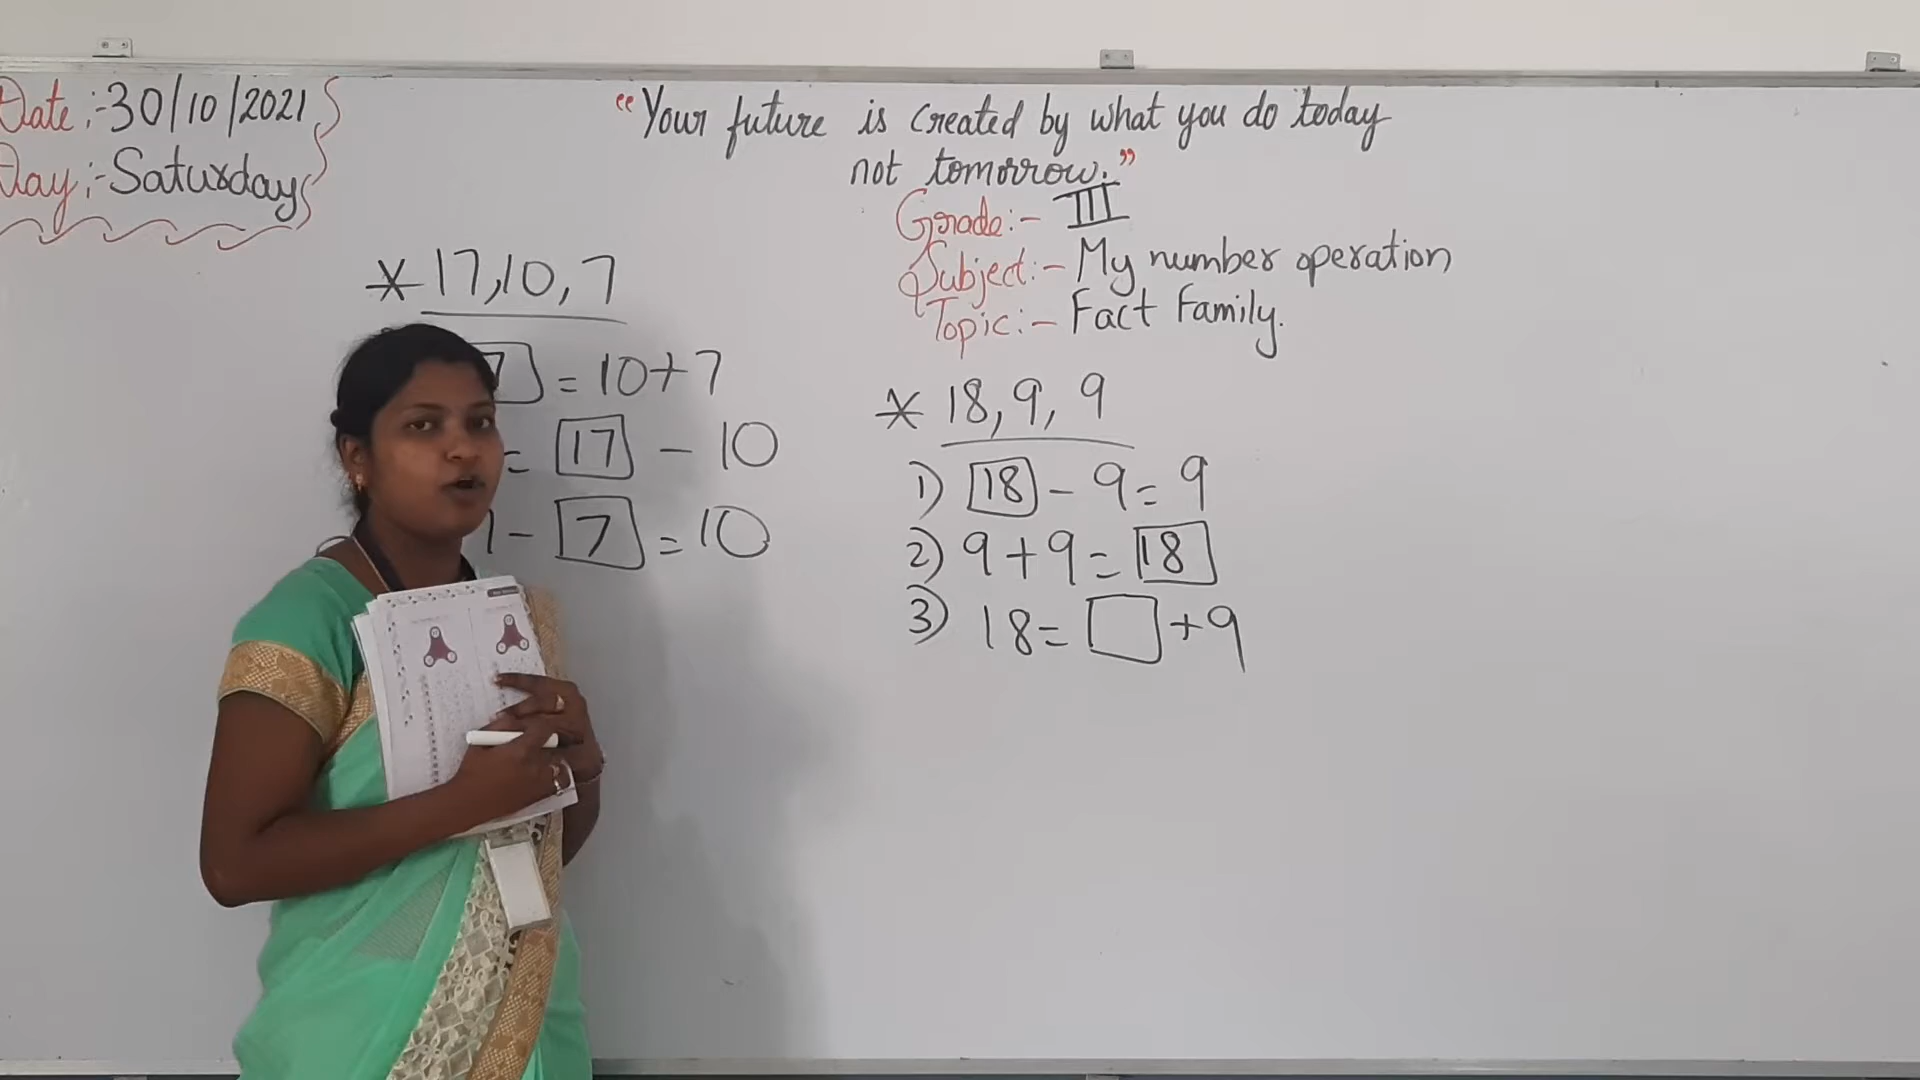 Date:-30/10/2021
Day:-Saturday
"Your future is created by what you do today
not tomorrow."
Grade:- III
Subject:- My number operation
Topic:- Fact Family.
* 17,10,7
= 10+7
= 17 - 10
- 7 = 10
* 18, 9, 9
1) 18 - 9 = 9
2) 9 + 9 = 18
3) 18 = □ + 9